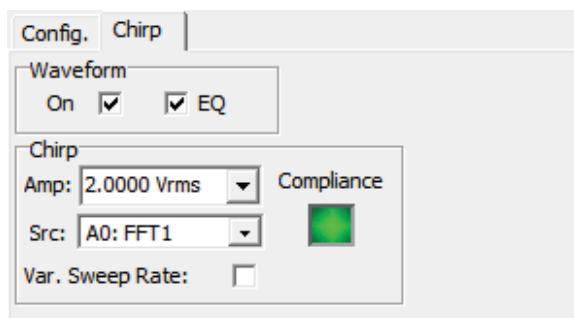 Config. Chirp
Waveform
On EQ
Chirp
Amp: 2.0000 Vrms Compliance
Src: A0: FFT1
Var. Sweep Rate: